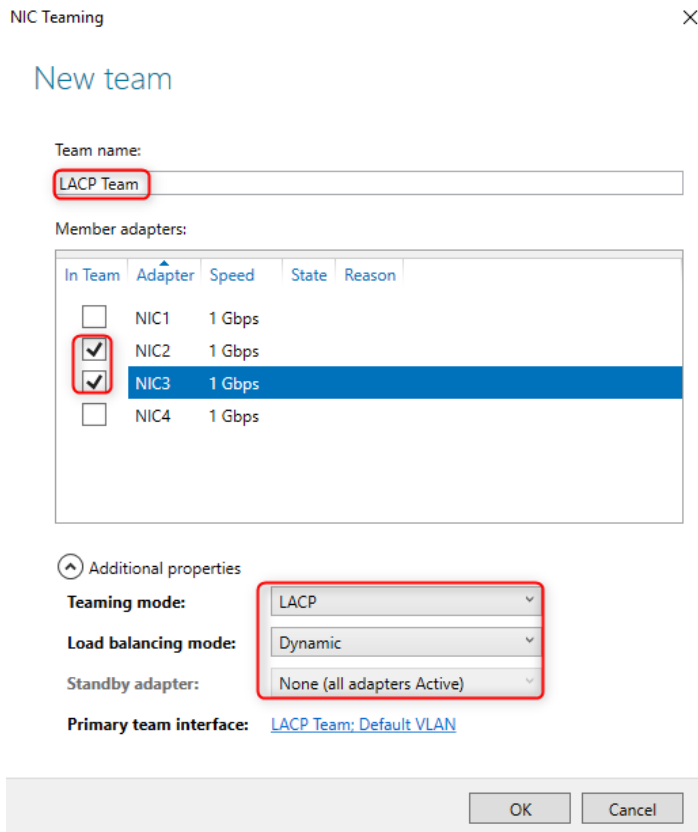 NIC Teaming
New team
Team name:
LACP Team
Member adapters:
In Team Adapter Speed State Reason
NIC1 1 Gbps
NIC2 1 Gbps
NIC3 1 Gbps
NIC4 1 Gbps
Additional properties
Teaming mode: LACP
Load balancing mode: Dynamic
Standby adapter: None (all adapters Active)
Primary team interface: LACP Team; Default VLAN
OK Cancel